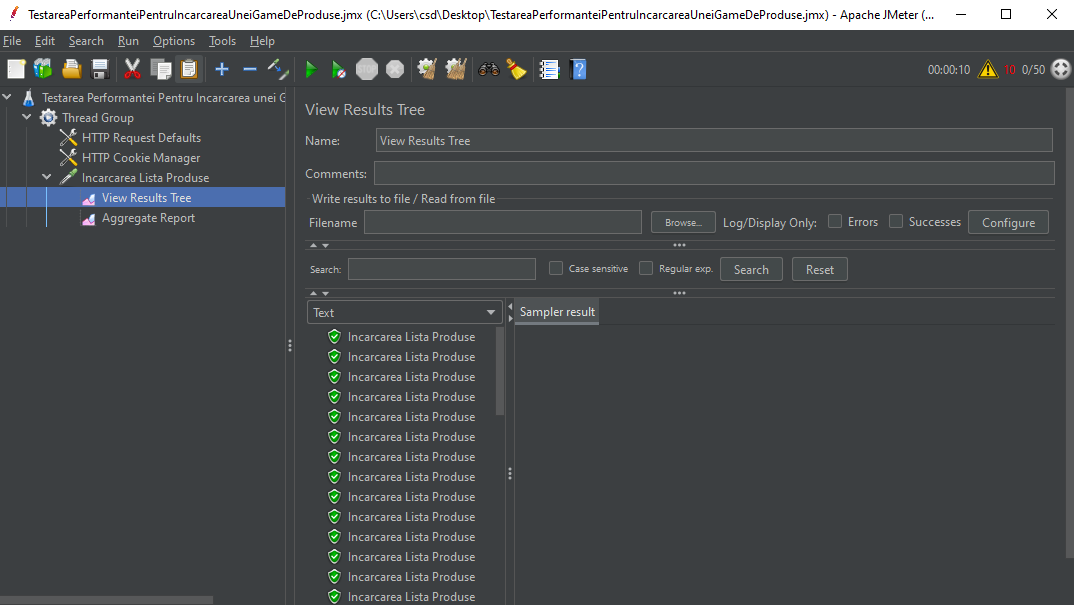 TestareaPerformanteiPentruIncarcareaUneiGameDeProduse.jmx (C:\Users\csd\Desktop\TestareaPerformanteiPentruIncarcareaUneiGameDeProduse.jmx) - Apache JMeter (...
File Edit Search Run Options Tools Help
00:00:10 10 0/50
Testarea Performantei Pentru Incarcarea unei G
Thread Group
HTTP Request Defaults
HTTP Cookie Manager
Incarcarea Lista Produse
View Results Tree
Aggregate Report
View Results Tree
Name: View Results Tree
Comments:
Write results to file / Read from file
Filename Browse... Log/Display Only: Errors Successes Configure
Search: Case sensitive Regular exp. Search Reset
Text
Sampler result
Incarcarea Lista Produse
Incarcarea Lista Produse
Incarcarea Lista Produse
Incarcarea Lista Produse
Incarcarea Lista Produse
Incarcarea Lista Produse
Incarcarea Lista Produse
Incarcarea Lista Produse
Incarcarea Lista Produse
Incarcarea Lista Produse
Incarcarea Lista Produse
Incarcarea Lista Produse
Incarcarea Lista Produse
Incarcarea Lista Produse